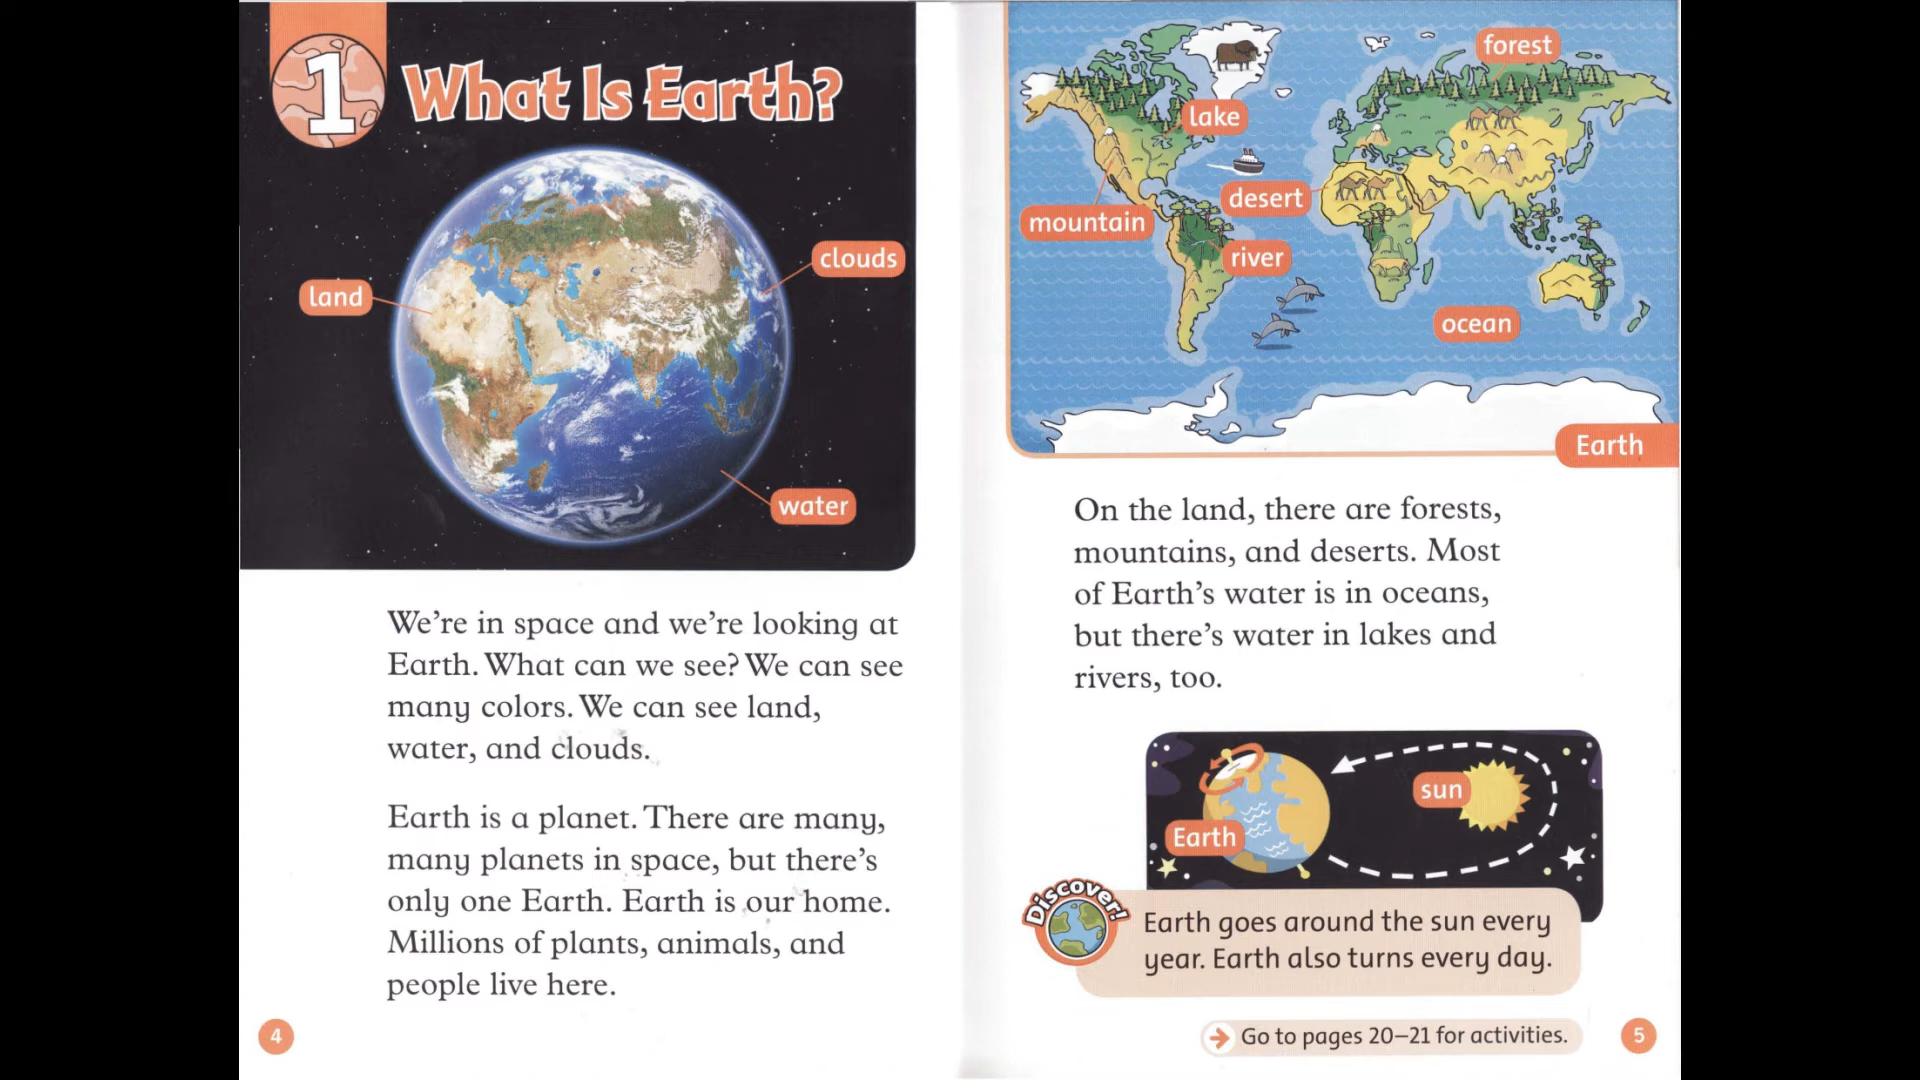 1
What Is Earth?
clouds
land
water
We're in space and we're looking at
Earth. What can we see? We can see
many colors. We can see land,
water, and clouds.
Earth is a planet. There are many,
many planets in space, but there's
only one Earth. Earth is our home.
Millions of plants, animals, and
people live here.
4
forest
lake
desert
mountain
river
ocean
Earth
On the land, there are forests,
mountains, and deserts. Most
of Earth's water is in oceans,
but there's water in lakes and
rivers, too.
sun
Earth
Discover!
Earth goes around the sun every
year. Earth also turns every day.
Go to pages 20–21 for activities.
5